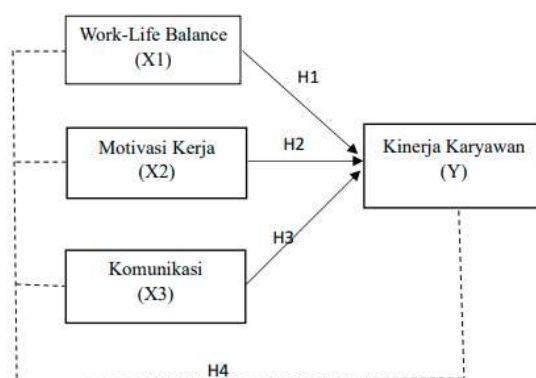 Work-Life Balance
(X1)
H1
Motivasi Kerja
(X2)
H2
Kinerja Karyawan
(Y)
H3
Komunikasi
(X3)
H4